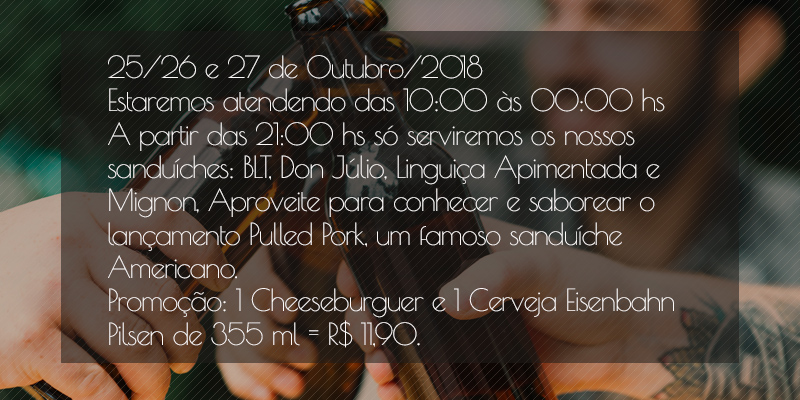 25/26 e 27 de Outubro/2018
Estaremos atendendo das 10:00 às 00:00 hs
A partir das 21:00 hs só serviremos os nossos
sanduíches: BLT, Don Júlio, Linguiça Apimentada e
Mignon, Aproveite para conhecer e saborear o
lançamento Pulled Pork, um famoso sanduíche
Americano.
Promoção: 1 Cheeseburguer e 1 Cerveja Eisenbahn
Pilsen de 355 ml = R$ 11,90.